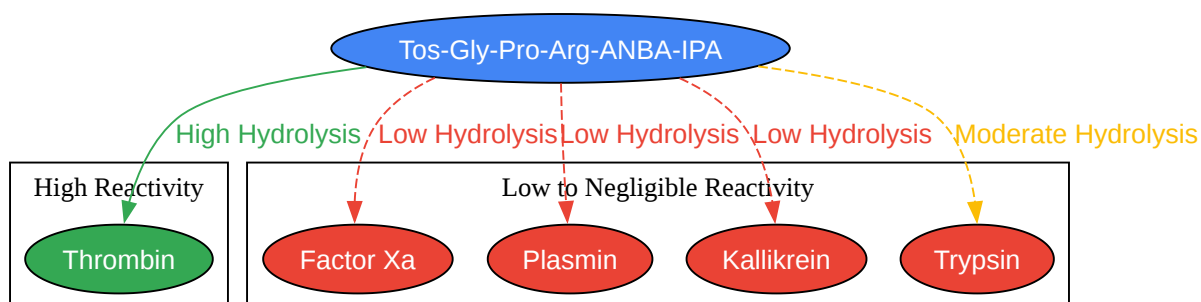 Tos-Gly-Pro-Arg-ANBA-IPA
High Hydrolysis
Low Hydrolysis
Low Hydrolysis
Low Hydrolysis
Moderate Hydrolysis
High Reactivity
Low to Negligible Reactivity
Thrombin
Factor Xa
Plasmin
Kallikrein
Trypsin